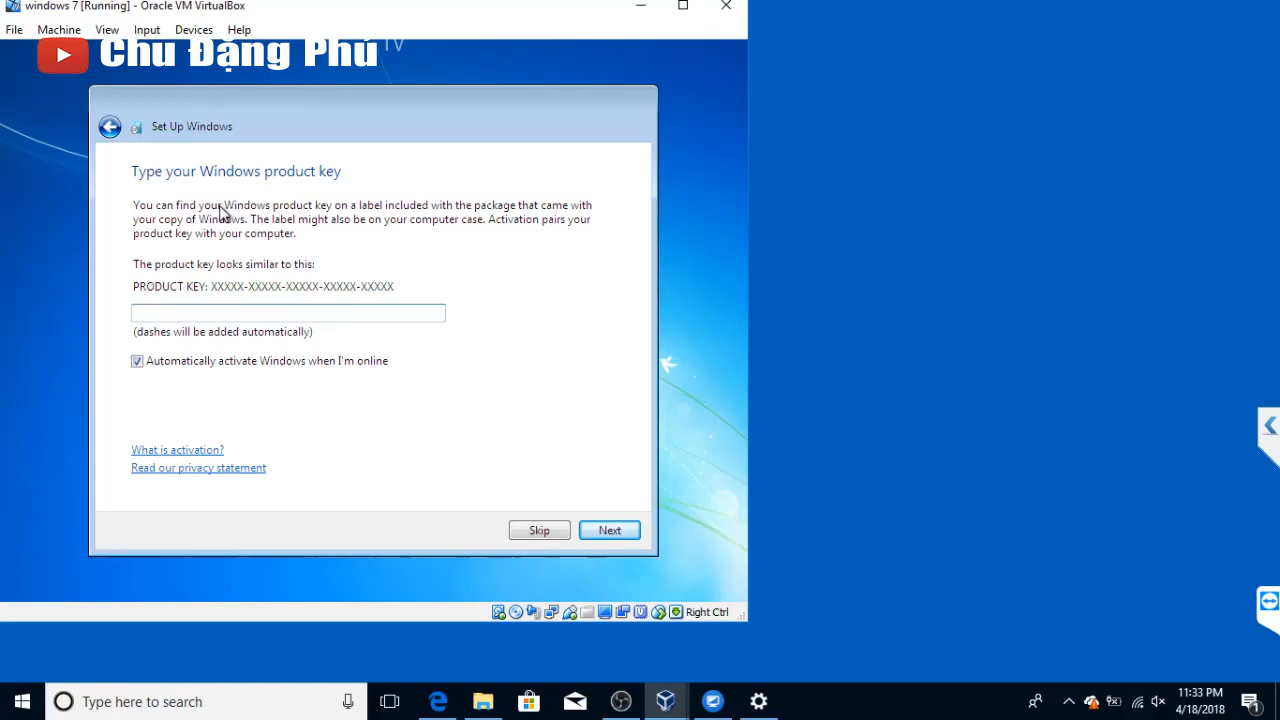 windows 7 [Running] - Oracle VM VirtualBox
File Machine View Input Devices Help
Chu Đặng Phú TV
Set Up Windows
Type your Windows product key
You can find your Windows product key on a label included with the package that came with
your copy of Windows. The label might also be on your computer case. Activation pairs your
product key with your computer.
The product key looks similar to this:
PRODUCT KEY: XXXXX-XXXXX-XXXXX-XXXXX-XXXXX
(dashes will be added automatically)
Automatically activate Windows when I'm online
What is activation?
Read our privacy statement
Skip Next
Right Ctrl
Type here to search
11:33 PM
4/18/2018
1